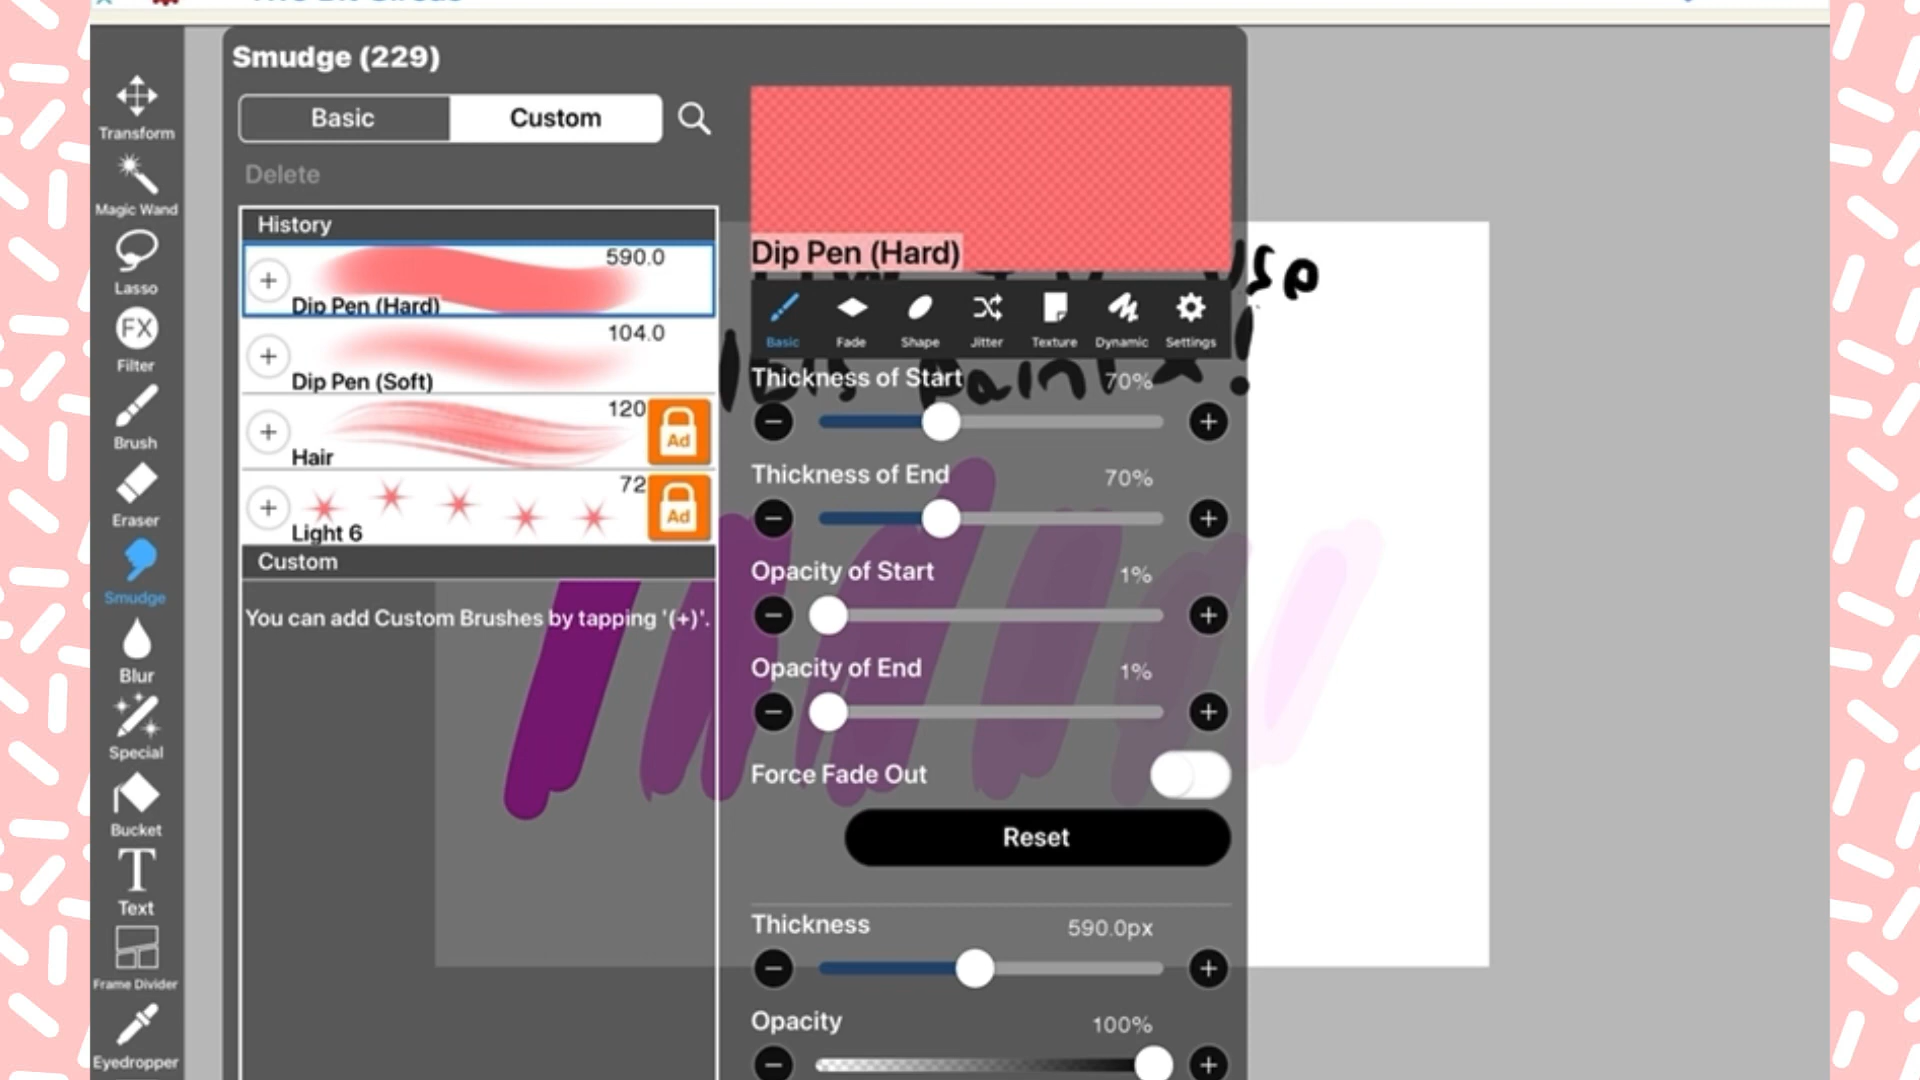 Smudge (229)
Basic Custom
Delete
History
590.0
Dip Pen (Hard)
104.0
Dip Pen (Soft)
120
Ad
Hair
72
Ad
Light 6
Custom
You can add Custom Brushes by tapping '(+)'.
Transform
Magic Wand
Lasso
FX
Filter
Brush
Eraser
Smudge
Blur
Special
Bucket
T
Text
Frame Divider
Eyedropper
Dip Pen (Hard)
Basic Fade Shape Jitter Texture Dynamic Settings
Thickness of Start 70%
Thickness of End 70%
Opacity of Start 1%
Opacity of End 1%
Force Fade Out
Reset
Thickness 590.0px
Opacity 100%
use
Ibis paint x!